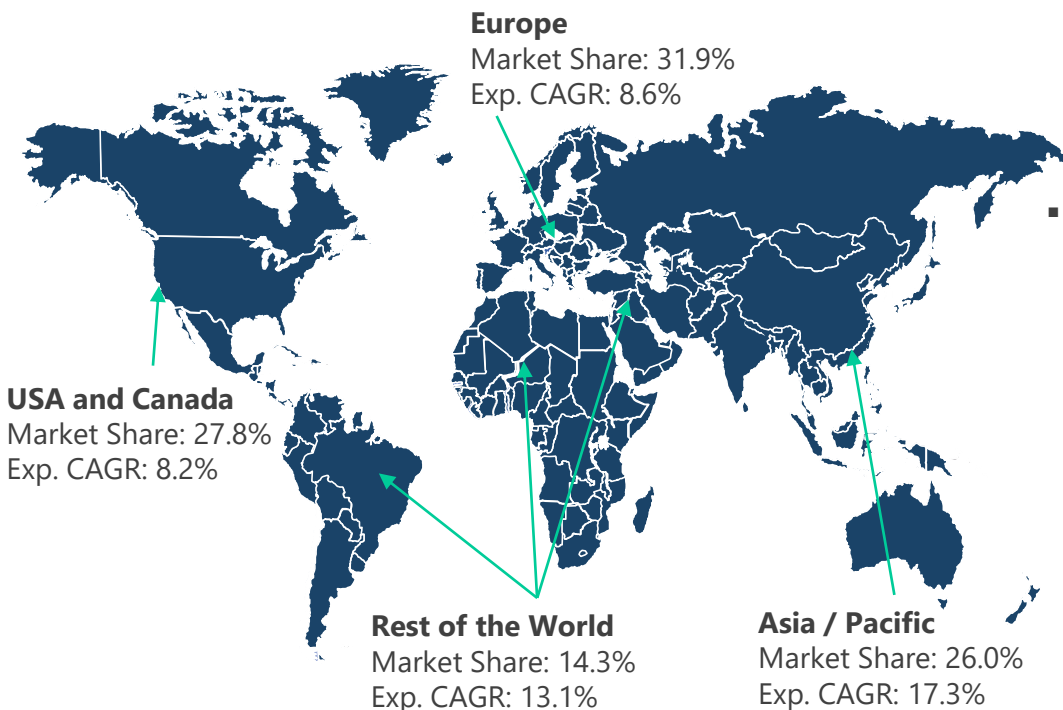 Europe
Market Share: 31.9%
Exp. CAGR: 8.6%
USA and Canada
Market Share: 27.8%
Exp. CAGR: 8.2%
Rest of the World
Market Share: 14.3%
Exp. CAGR: 13.1%
Asia / Pacific
Market Share: 26.0%
Exp. CAGR: 17.3%